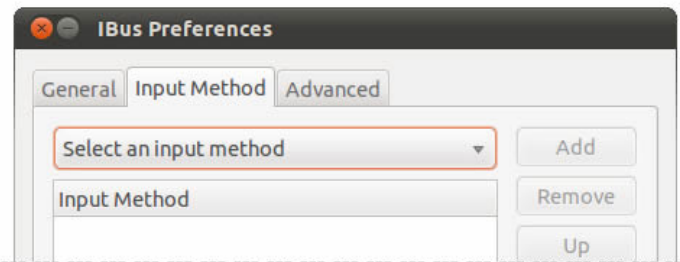 IBus Preferences
General Input Method Advanced
Select an input method Add
Input Method Remove
Up